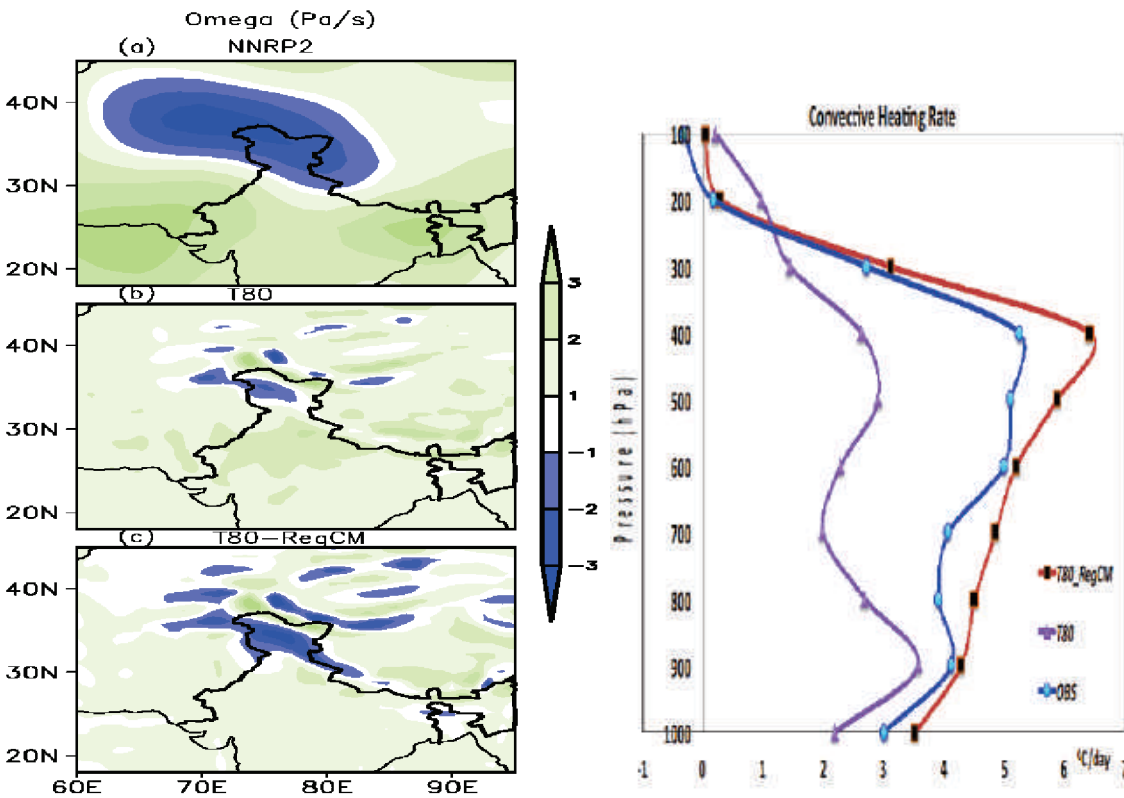 Omega (Pa/s)
(a) NNRP2
40N
30N
20N
(b) T80
40N
30N
20N
(c) T80-RegCM
40N
30N
20N
60E 70E 80E 90E
3
2
1
-1
-2
-3
Convective Heating Rate
100
200
300
400
500
600
700
800
900
1000
Pressure (hPa)
T80_RegCM
T80
OBS
°C/day
-1 0 1 2 3 4 5 6 7